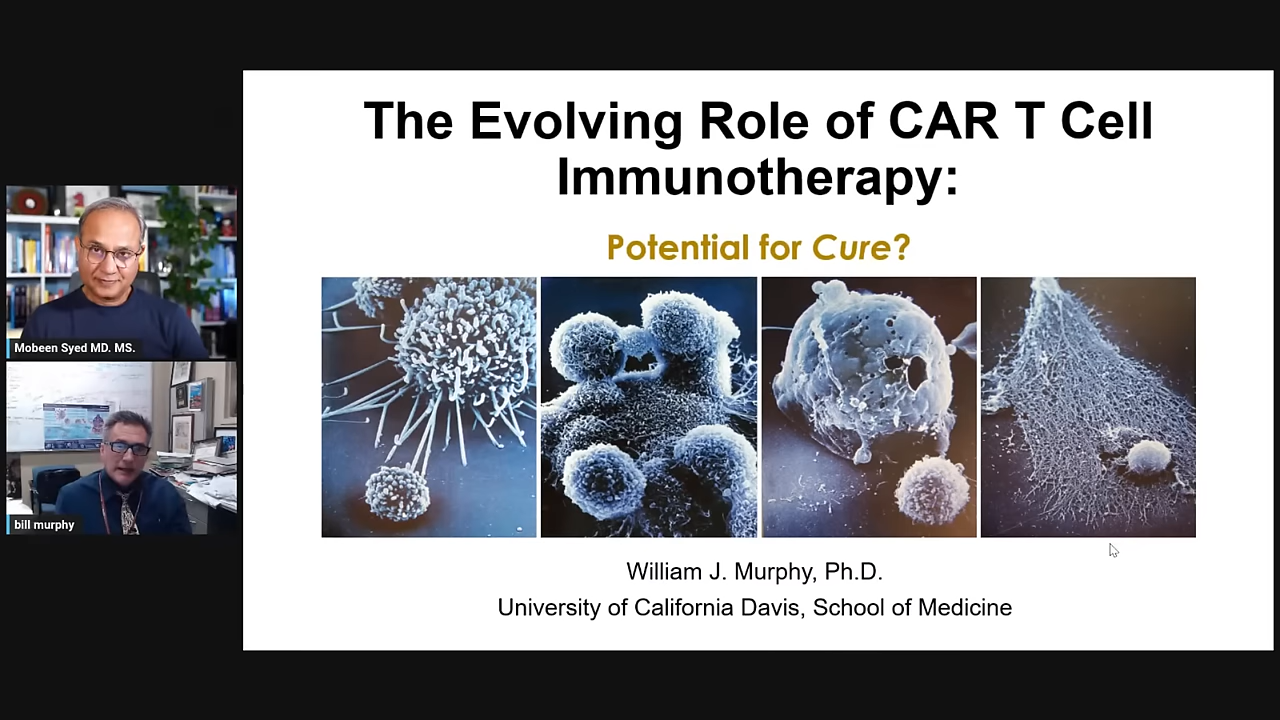 The Evolving Role of CAR T Cell
Immunotherapy:
Potential for Cure?
Mobeen Syed MD. MS.
bill murphy
William J. Murphy, Ph.D.
University of California Davis, School of Medicine